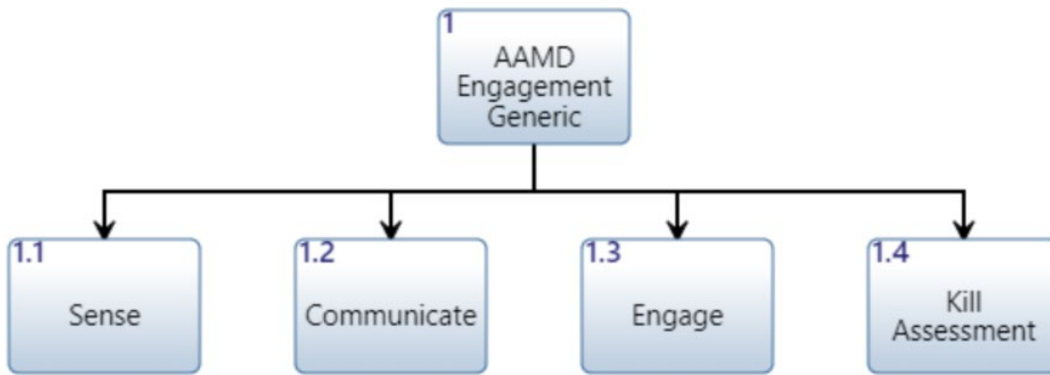 1
AAMD
Engagement
Generic
1.1
Sense
1.2
Communicate
1.3
Engage
1.4
Kill
Assessment